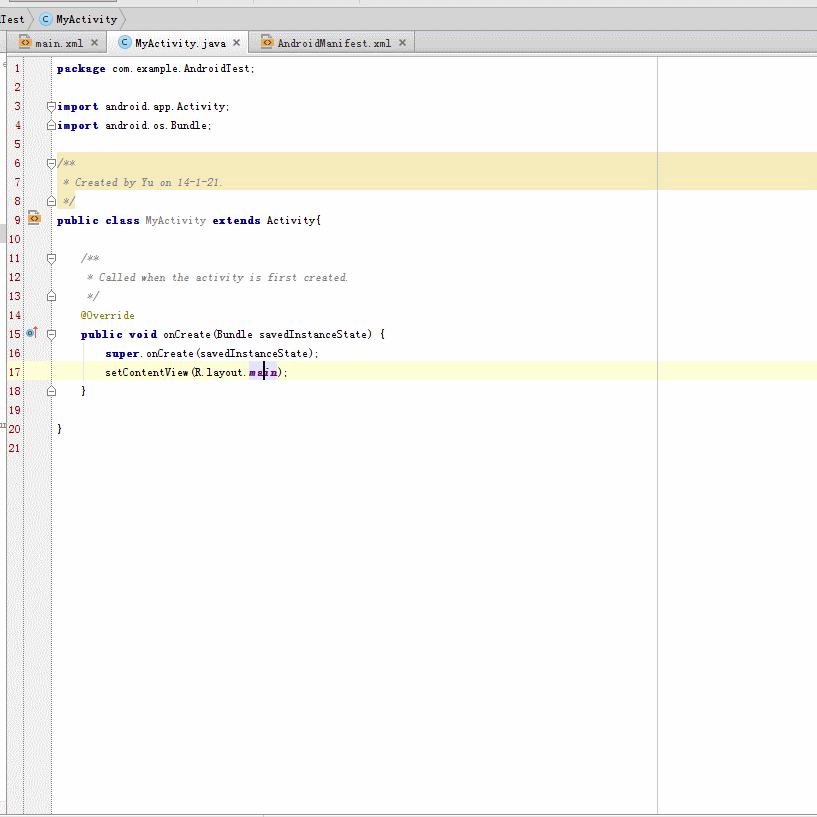 Test
C MyActivity
main.xml
C MyActivity.java
AndroidManifest.xml
1 package com.example.AndroidTest;
2
3 import android.app.Activity;
4 import android.os.Bundle;
5
6 /**
7 * Created by Yu on 14-1-21.
8 */
9 public class MyActivity extends Activity{
10
11 /**
12 * Called when the activity is first created.
13 */
14 @Override
15 public void onCreate(Bundle savedInstanceState) {
16 super.onCreate(savedInstanceState);
17 setContentView(R.layout.main);
18 }
19
20 }
21